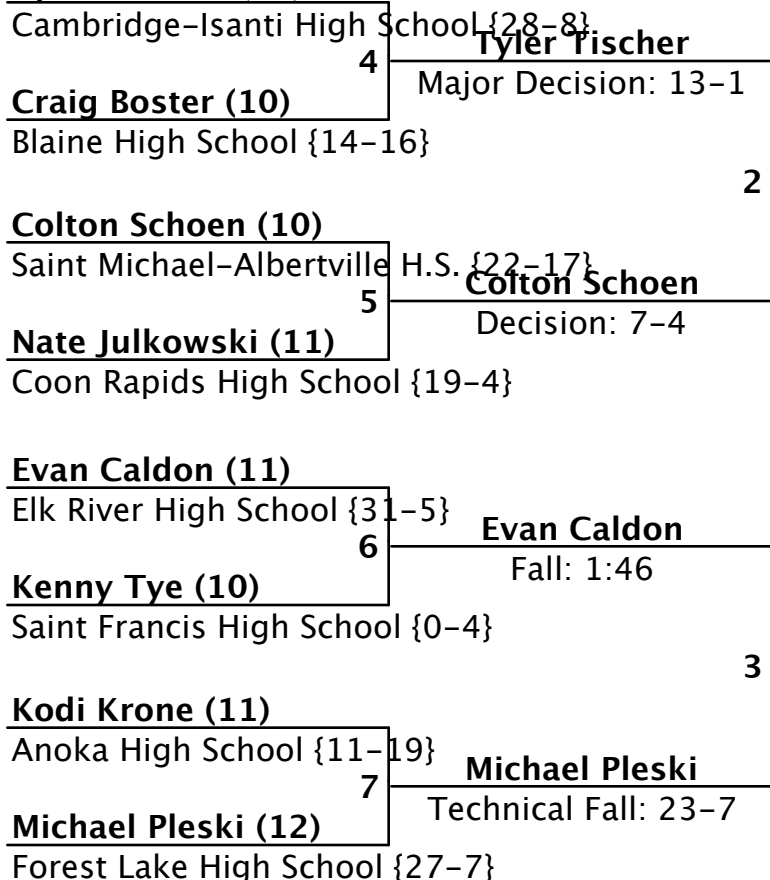 Cambridge-Isanti High School {28-8}
Tyler Tischer
4
Major Decision: 13-1
Craig Boster (10)
Blaine High School {14-16}
2
Colton Schoen (10)
Saint Michael-Albertville H.S. {22-17}
Colton Schoen
5
Decision: 7-4
Nate Julkowski (11)
Coon Rapids High School {19-4}
Evan Caldon (11)
Elk River High School {31-5}
Evan Caldon
6
Fall: 1:46
Kenny Tye (10)
Saint Francis High School {0-4}
3
Kodi Krone (11)
Anoka High School {11-19}
Michael Pleski
7
Technical Fall: 23-7
Michael Pleski (12)
Forest Lake High School {27-7}